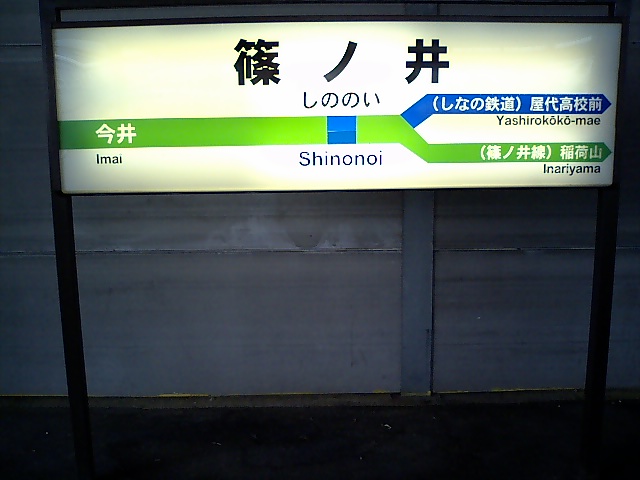 篠ノ井
しののい
(しなの鉄道)屋代高校前
Yashirokōkō-mae
今井
Imai
Shinonoi
(篠ノ井線)稲荷山
Inariyama